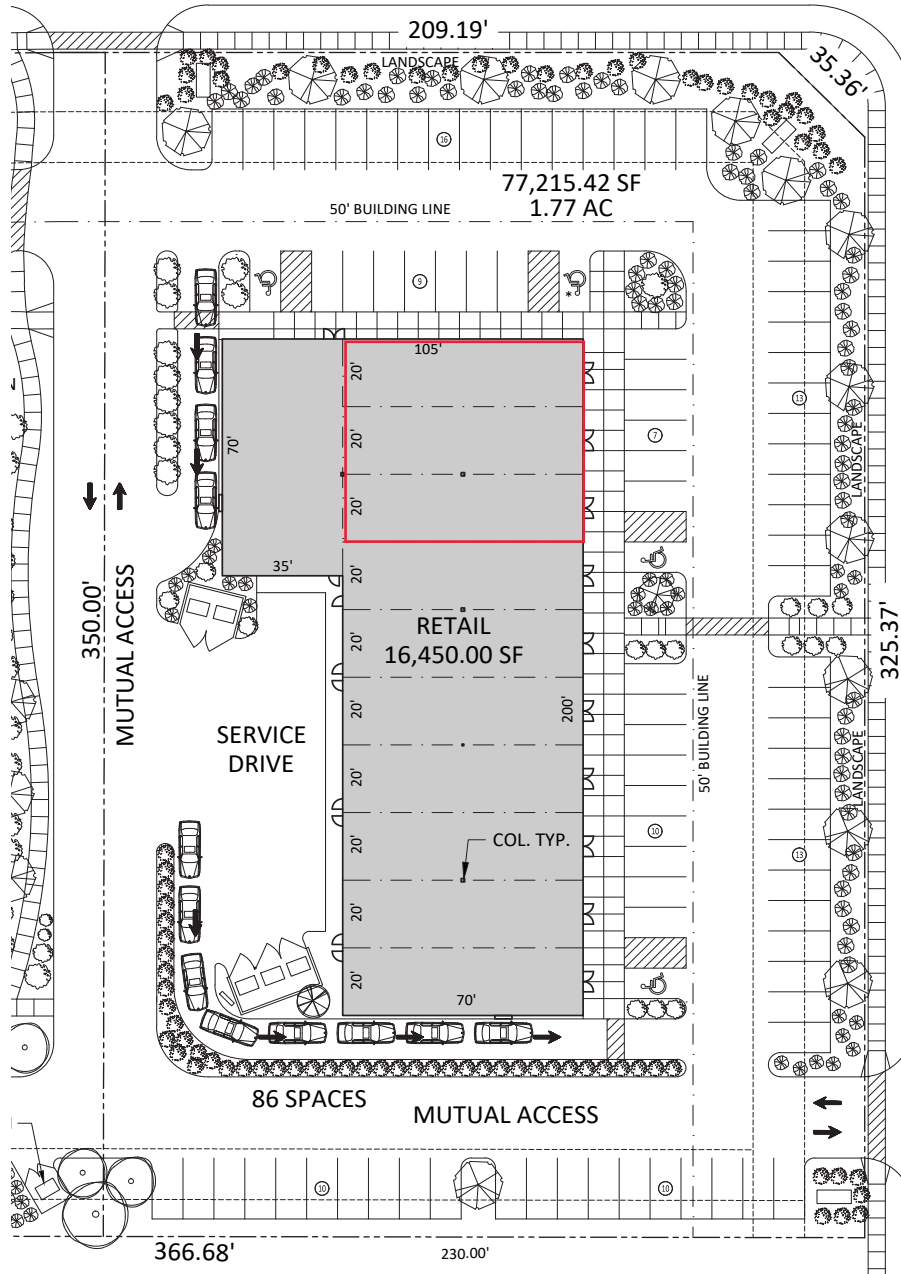 209.19'
LANDSCAPE
35.36'
16
77,215.42 SF
1.77 AC
50' BUILDING LINE
9
*
105'
20'
20'
20'
70'
7
13
LANDSCAPE
35'
20'
350.00'
MUTUAL ACCESS
RETAIL
16,450.00 SF
20'
20'
200'
325.37'
SERVICE
DRIVE
50' BUILDING LINE
LANDSCAPE
20'
20'
COL. TYP.
10
13
20'
20'
70'
86 SPACES
MUTUAL ACCESS
10
10
366.68'
230.00'